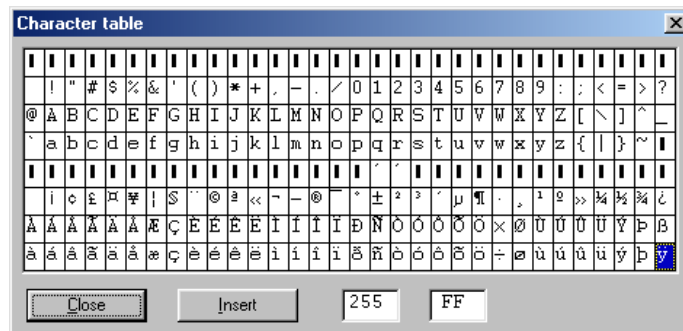 Character table
! " # $ % & ' ( ) * + , - . / 0 1 2 3 4 5 6 7 8 9 : ; < = > ?
@ A B C D E F G H I J K L M N O P Q R S T U V W X Y Z [ \ ] ^ _
` a b c d e f g h i j k l m n o p q r s t u v w x y z { | } ~
‘ ’
¡ ¢ £ ¤ ¥ ¦ § ¨ © ª « ¬ - ® ¯ ° ± ² ³ ´ µ ¶ · ¸ ¹ º » ¼ ½ ¾ ¿
À Á Â Ã Ä Å Æ Ç È É Ê Ë Ì Í Î Ï Ð Ñ Ò Ó Ô Õ Ö × Ø Ù Ú Û Ü Ý Þ ß
à á â ã ä å æ ç è é ê ë ì í î ï ð ñ ò ó ô õ ö ÷ ø ù ú û ü ý þ ÿ
Close Insert 255 FF